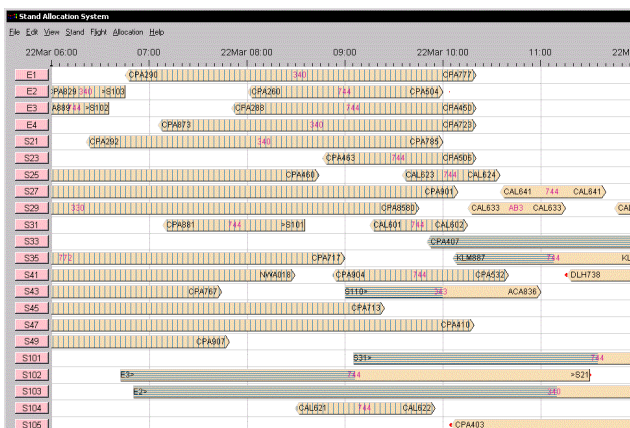 Stand Allocation System
File Edit View Stand Flight Allocation Help
22Mar 06:00 07:00 22Mar 08:00 09:00 22Mar 10:00 11:00 22M
E1 CPA290 340 CPA777
E2 CPA829 340 >S103 CPA260 744 CPA504
E3 A889 744 >S102 CPA288 744 CPA450
E4 CPA873 340 CPA723
S21 CPA292 340 CPA785
S23 CPA463 744 CPA506
S25 CPA460 CAL623 744 CAL624
S27 CPA901 CAL641 744 CAL641
S29 330 CPA8580 CAL633 AB3 CAL633 CAL
S31 CPA881 744 >S101 CAL601 744 CAL602
S33 CPA407
S35 772 CPA717 KLM887 744 KL
S41 NWA018 CPA904 744 CPA532 DLH738
S43 CPA767 S110> 343 ACA836
S45 CPA713
S47 CPA410
S49 CPA907
S101 S31> 744
S102 E3> 744 >S21
S103 E2> 340
S104 CAL621 744 CAL622
S105 CPA403